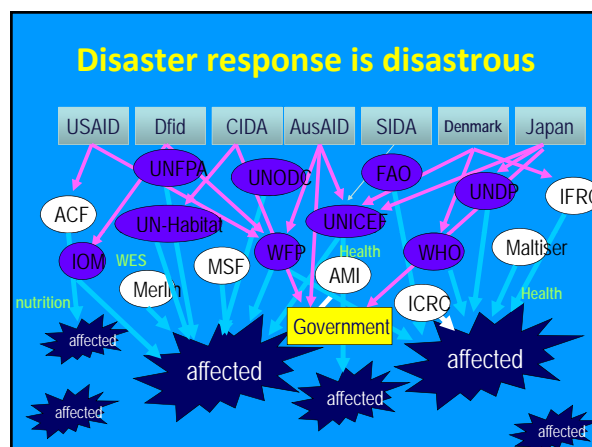 Disaster response is disastrous
USAID Dfid CIDA AusAID SIDA Denmark Japan
UNFPA UNODC FAO UNDP IFRC
ACF UN-Habitat UNICEF
IOM WES MSF WFP Health AMI WHO Maltiser
nutrition Merlin ICRC Health
Government
affected affected affected
affected affected
affected